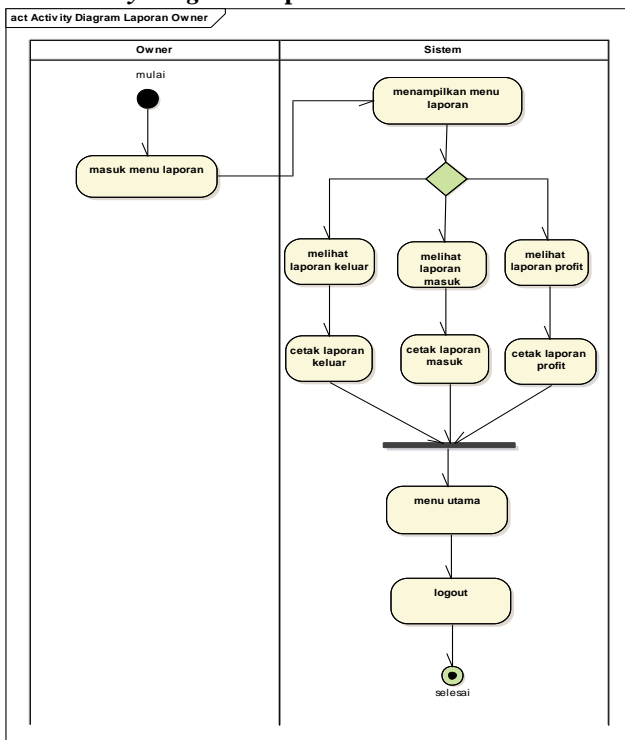 act Activity Diagram Laporan Owner
Owner
Sistem
mulai
masuk menu laporan
menampilkan menu
laporan
melihat
laporan keluar
melihat
laporan
masuk
melihat
laporan profit
cetak laporan
keluar
cetak laporan
masuk
cetak laporan
profit
menu utama
logout
selesai